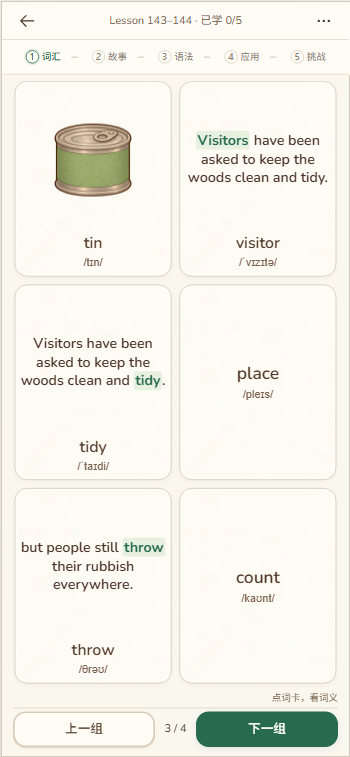 Lesson 143–144 · 已学 0/5
1 词汇 – 2 故事 – 3 语法 – 4 应用 – 5 挑战
tin
/tɪn/
Visitors have been
asked to keep the
woods clean and tidy.
visitor
/ˈvɪzɪtə/
Visitors have been
asked to keep the
woods clean and tidy.
tidy
/ˈtaɪdi/
place
/pleɪs/
but people still throw
their rubbish
everywhere.
throw
/θrəʊ/
count
/kaʊnt/
点词卡，看词义
上一组
3 / 4
下一组